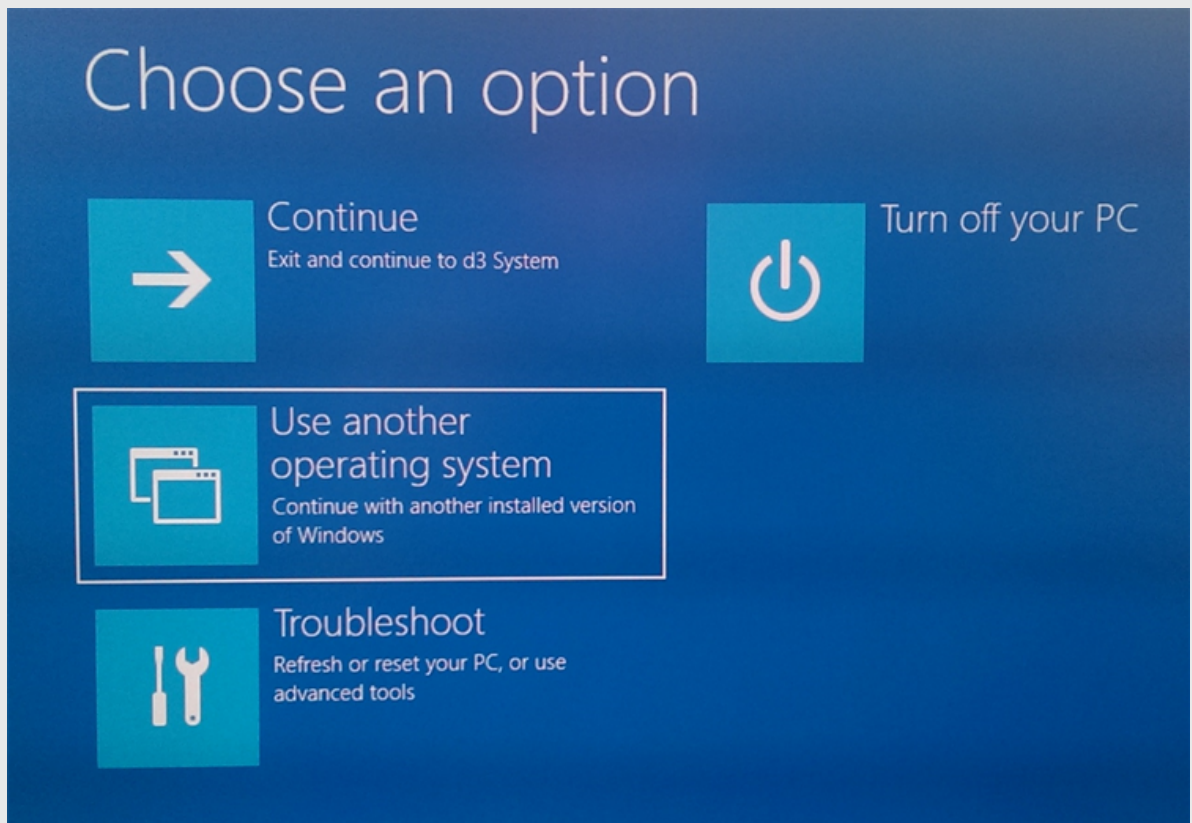 Choose an option
Continue
Exit and continue to d3 System
Turn off your PC
Use another
operating system
Continue with another installed version
of Windows
Troubleshoot
Refresh or reset your PC, or use
advanced tools